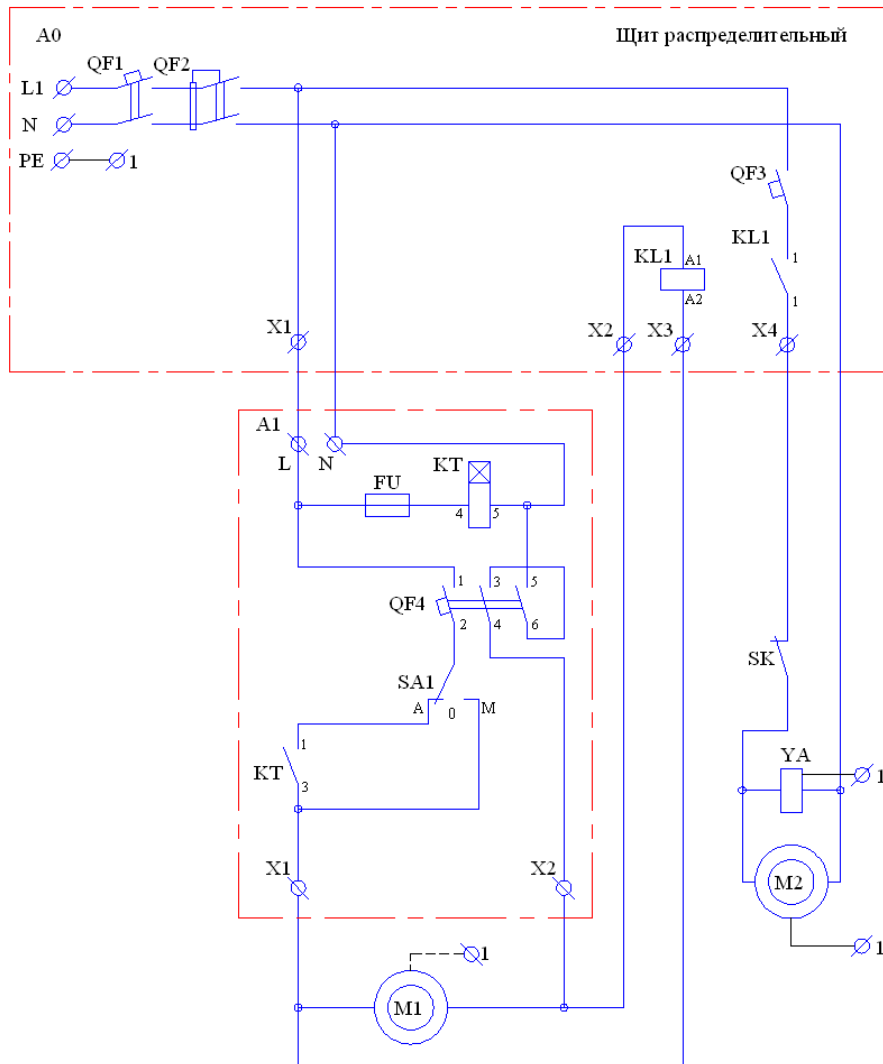 A0 Щит распределительный
QF1 QF2
L1
N
PE 1
QF3
KL1 A1 KL1 1
A2 1
X1 X2 X3 X4
A1
L N KT
FU
4 5
1 3 5
QF4
2 4 6
SK
SA1
A 0 M
1
KT
3
YA 1
X1 X2
M2
1
1
M1